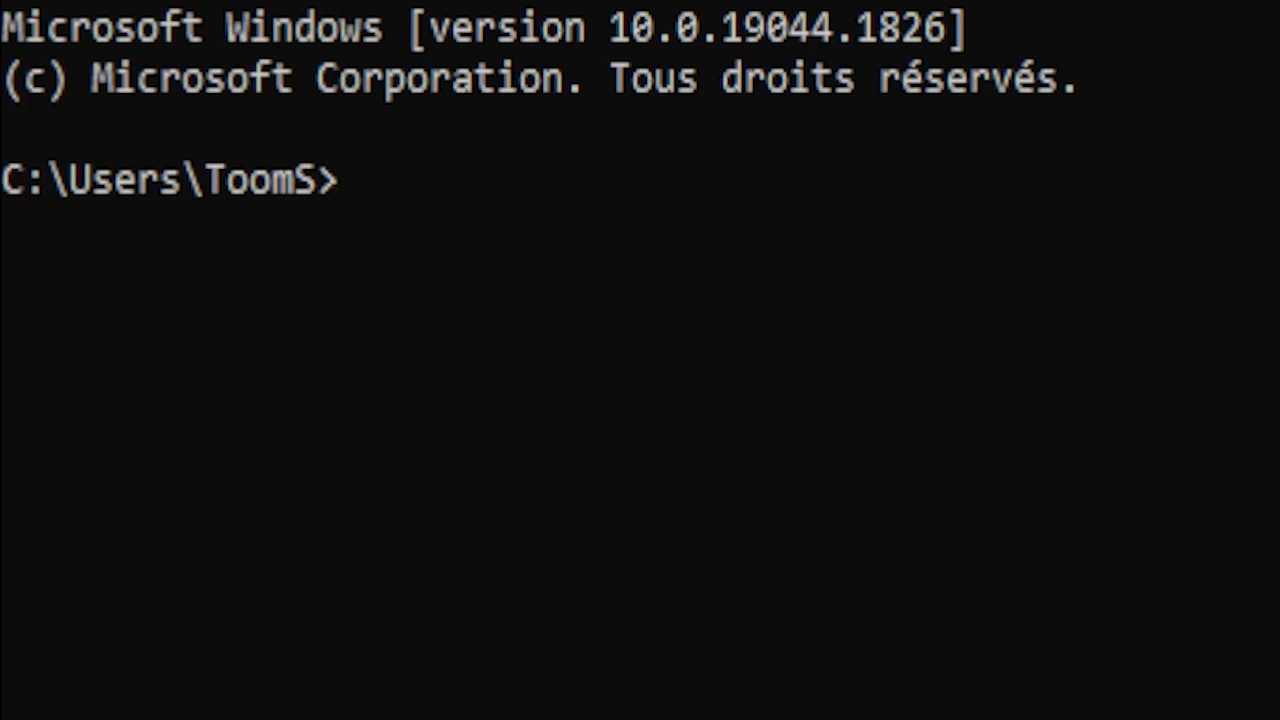 Microsoft Windows [version 10.0.19044.1826]
(c) Microsoft Corporation. Tous droits réservés.
C:\Users\ToomS>